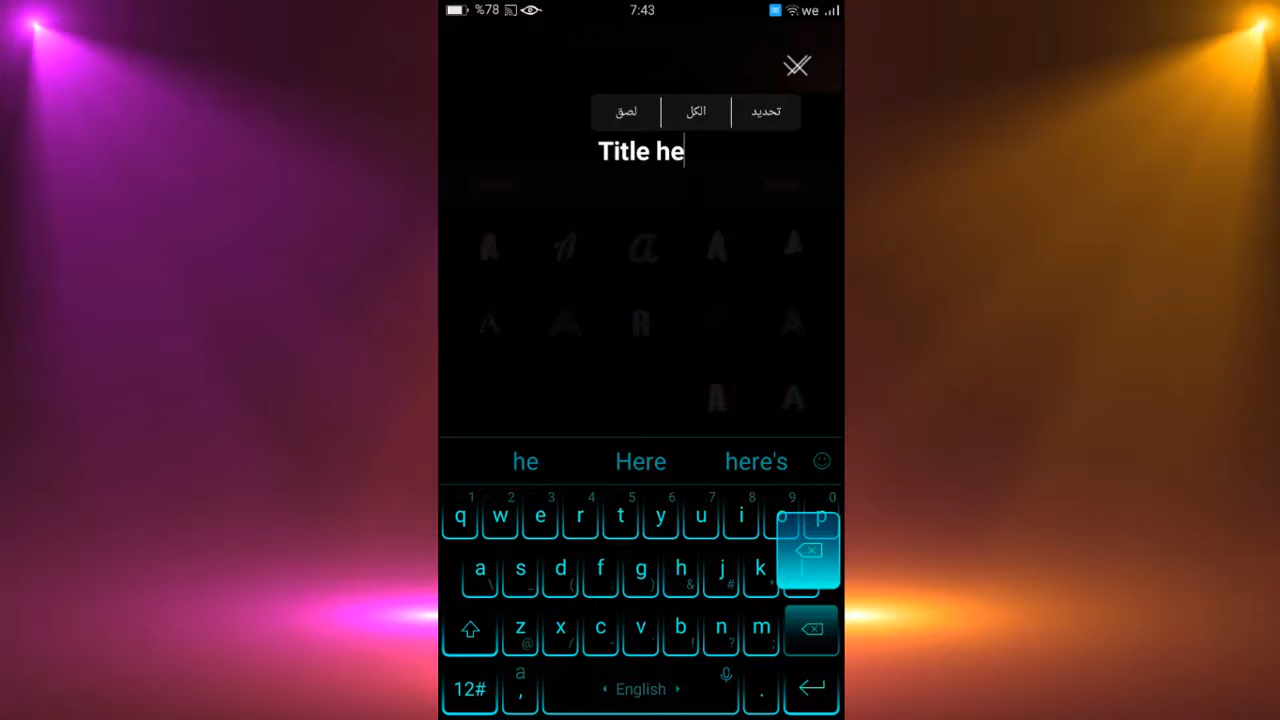 %78 7:43 we
تحديد الكل لصق
Title he
A A a A A
A A A A
A A
he Here here's
1 2 3 4 5 6 7 8 9 0
q w e r t y u i o p
a s d f g h j k
\ _ ( : ) & # *
z x c v b n m
@ / - ' ! ? ;
12# a , English .